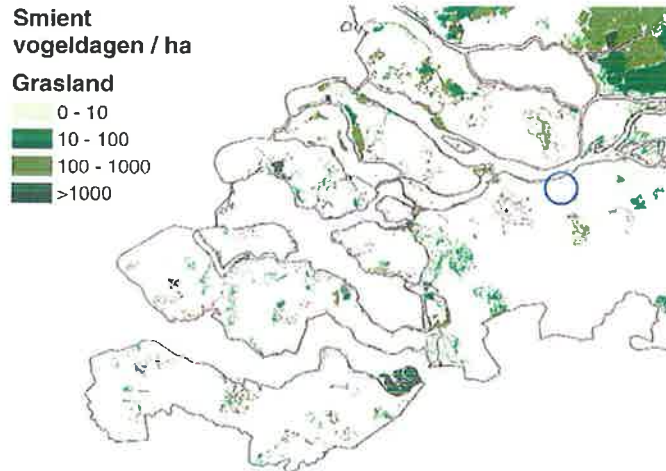 Smient
vogeldagen / ha
Grasland
0 - 10
10 - 100
100 - 1000
>1000